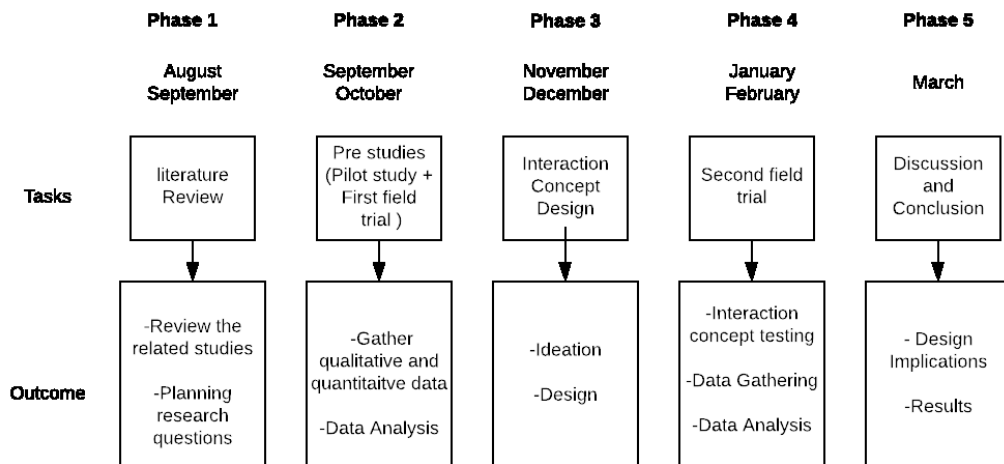 Phase 1
Phase 2
Phase 3
Phase 4
Phase 5
August
September
September
October
November
December
January
February
March
Tasks
literature
Review
Pre studies
(Pilot study +
First field
trial )
Interaction
Concept
Design
Second field
trial
Discussion
and
Conclusion
Outcome
-Review the
related studies
-Planning
research
questions
-Gather
qualitative and
quantitaitve data
-Data Analysis
-Ideation
-Design
-Interaction
concept testing
-Data Gathering
-Data Analysis
- Design
Implications
-Results